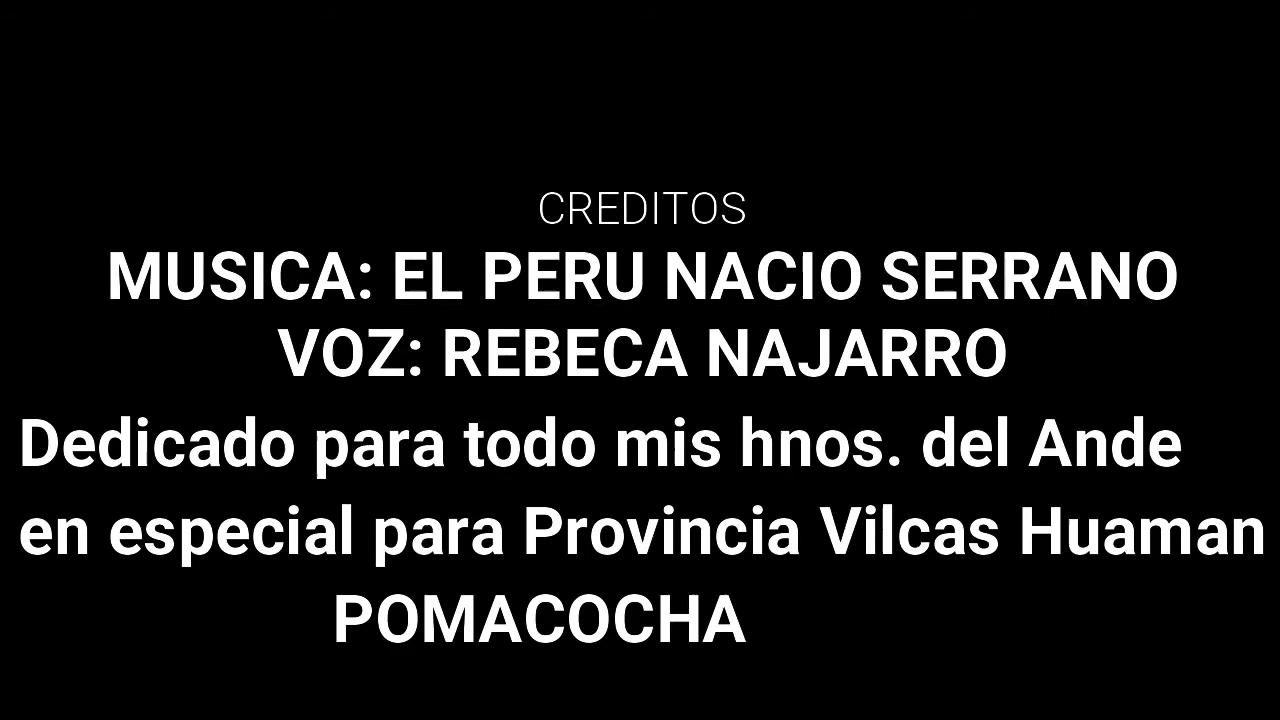 CREDITOS
MUSICA: EL PERU NACIO SERRANO
VOZ: REBECA NAJARRO
Dedicado para todo mis hnos. del Ande
en especial para Provincia Vilcas Huaman
POMACOCHA